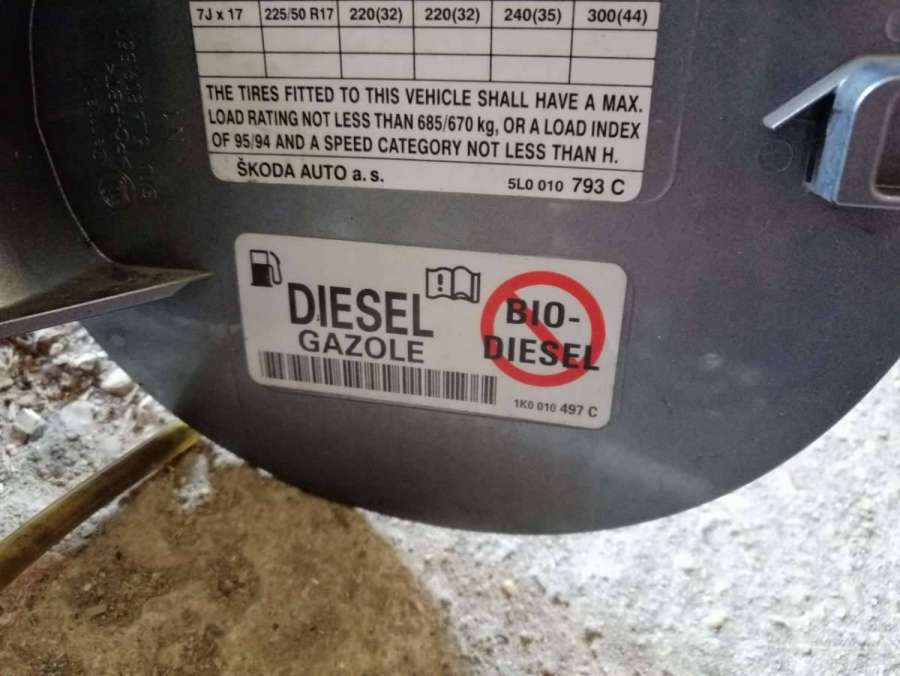 7J x 17 225/50 R17 220(32) 220(32) 240(35) 300(44)
THE TIRES FITTED TO THIS VEHICLE SHALL HAVE A MAX.
LOAD RATING NOT LESS THAN 685/670 kg, OR A LOAD INDEX
OF 95/94 AND A SPEED CATEGORY NOT LESS THAN H.
ŠKODA AUTO a. s. 5L0 010 793 C
DIESEL
GAZOLE
BIO-
DIESEL
1K0 010 497 C